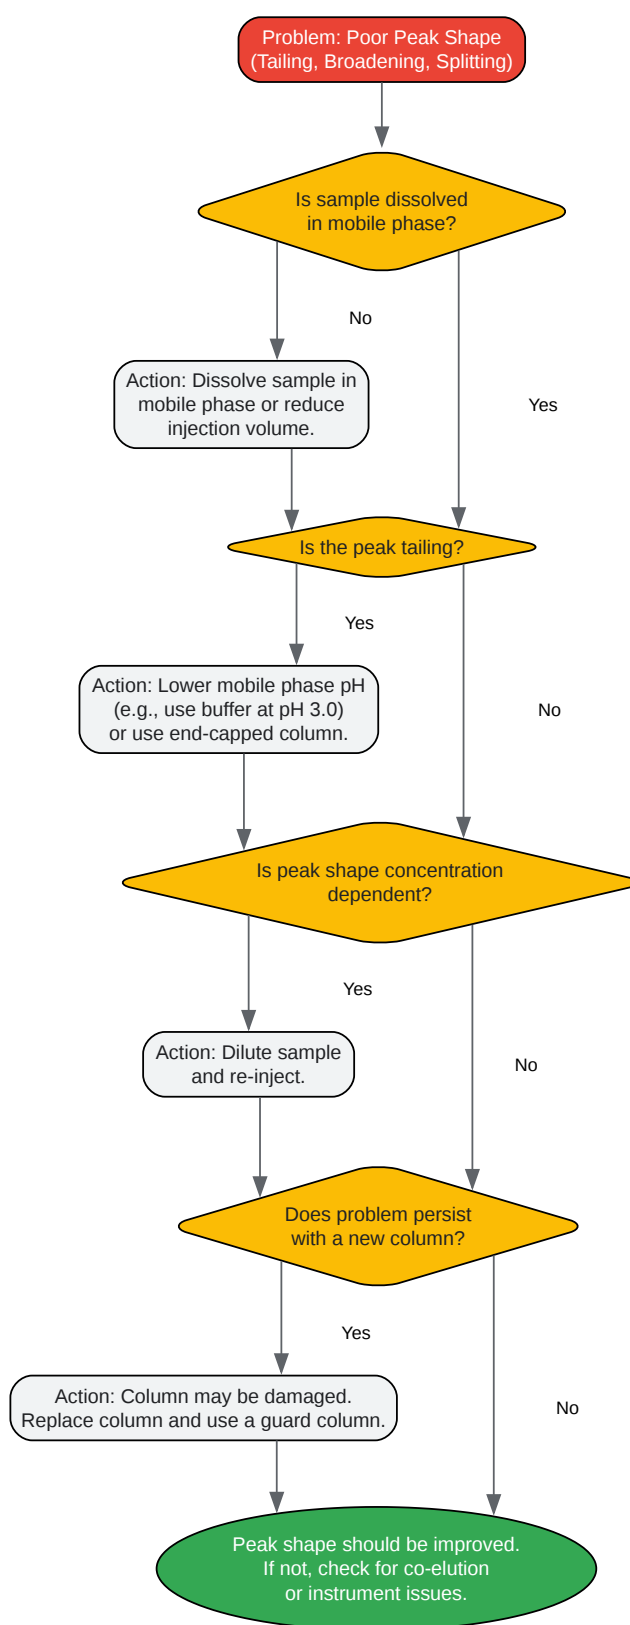 Problem: Poor Peak Shape
(Tailing, Broadening, Splitting)
Is sample dissolved
in mobile phase?
No
Action: Dissolve sample in
mobile phase or reduce
injection volume.
Yes
Is the peak tailing?
Yes
Action: Lower mobile phase pH
(e.g., use buffer at pH 3.0)
or use end-capped column.
No
Is peak shape concentration
dependent?
Yes
Action: Dilute sample
and re-inject.
No
Does problem persist
with a new column?
Yes
Action: Column may be damaged.
Replace column and use a guard column.
No
Peak shape should be improved.
If not, check for co-elution
or instrument issues.